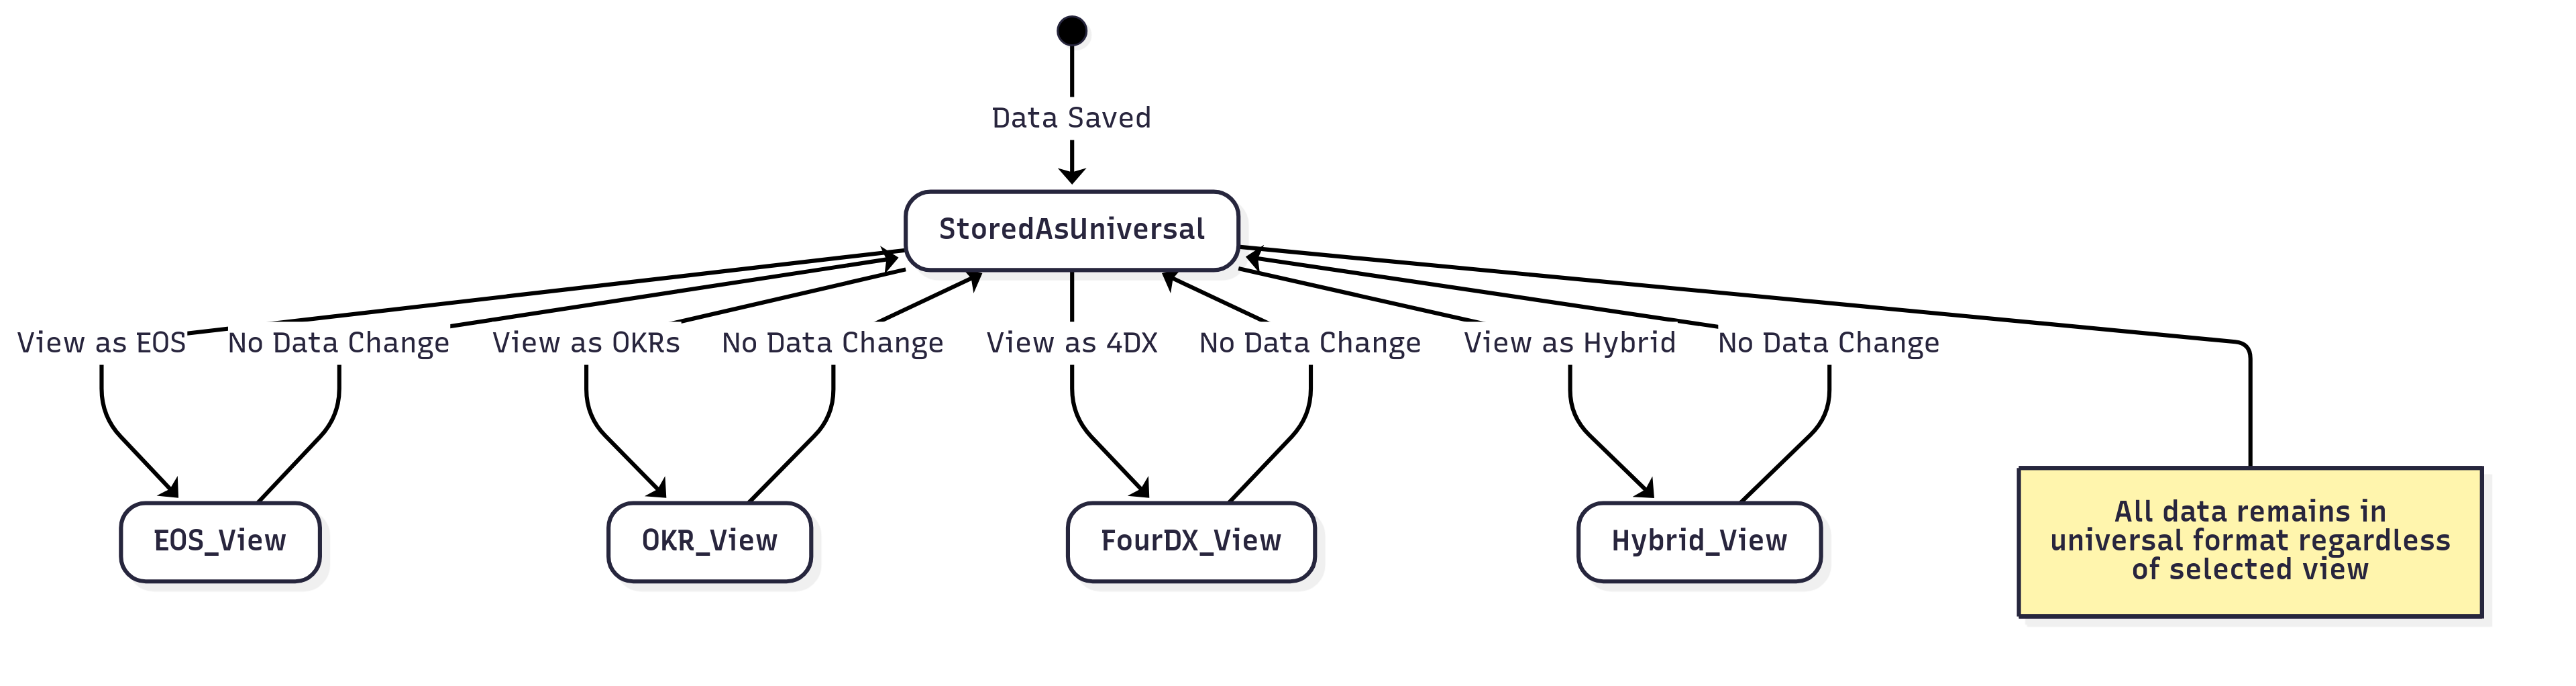 Data Saved
StoredAsUniversal
View as EOS
No Data Change
View as OKRs
No Data Change
View as 4DX
No Data Change
View as Hybrid
No Data Change
EOS_View
OKR_View
FourDX_View
Hybrid_View
All data remains in
universal format regardless
of selected view